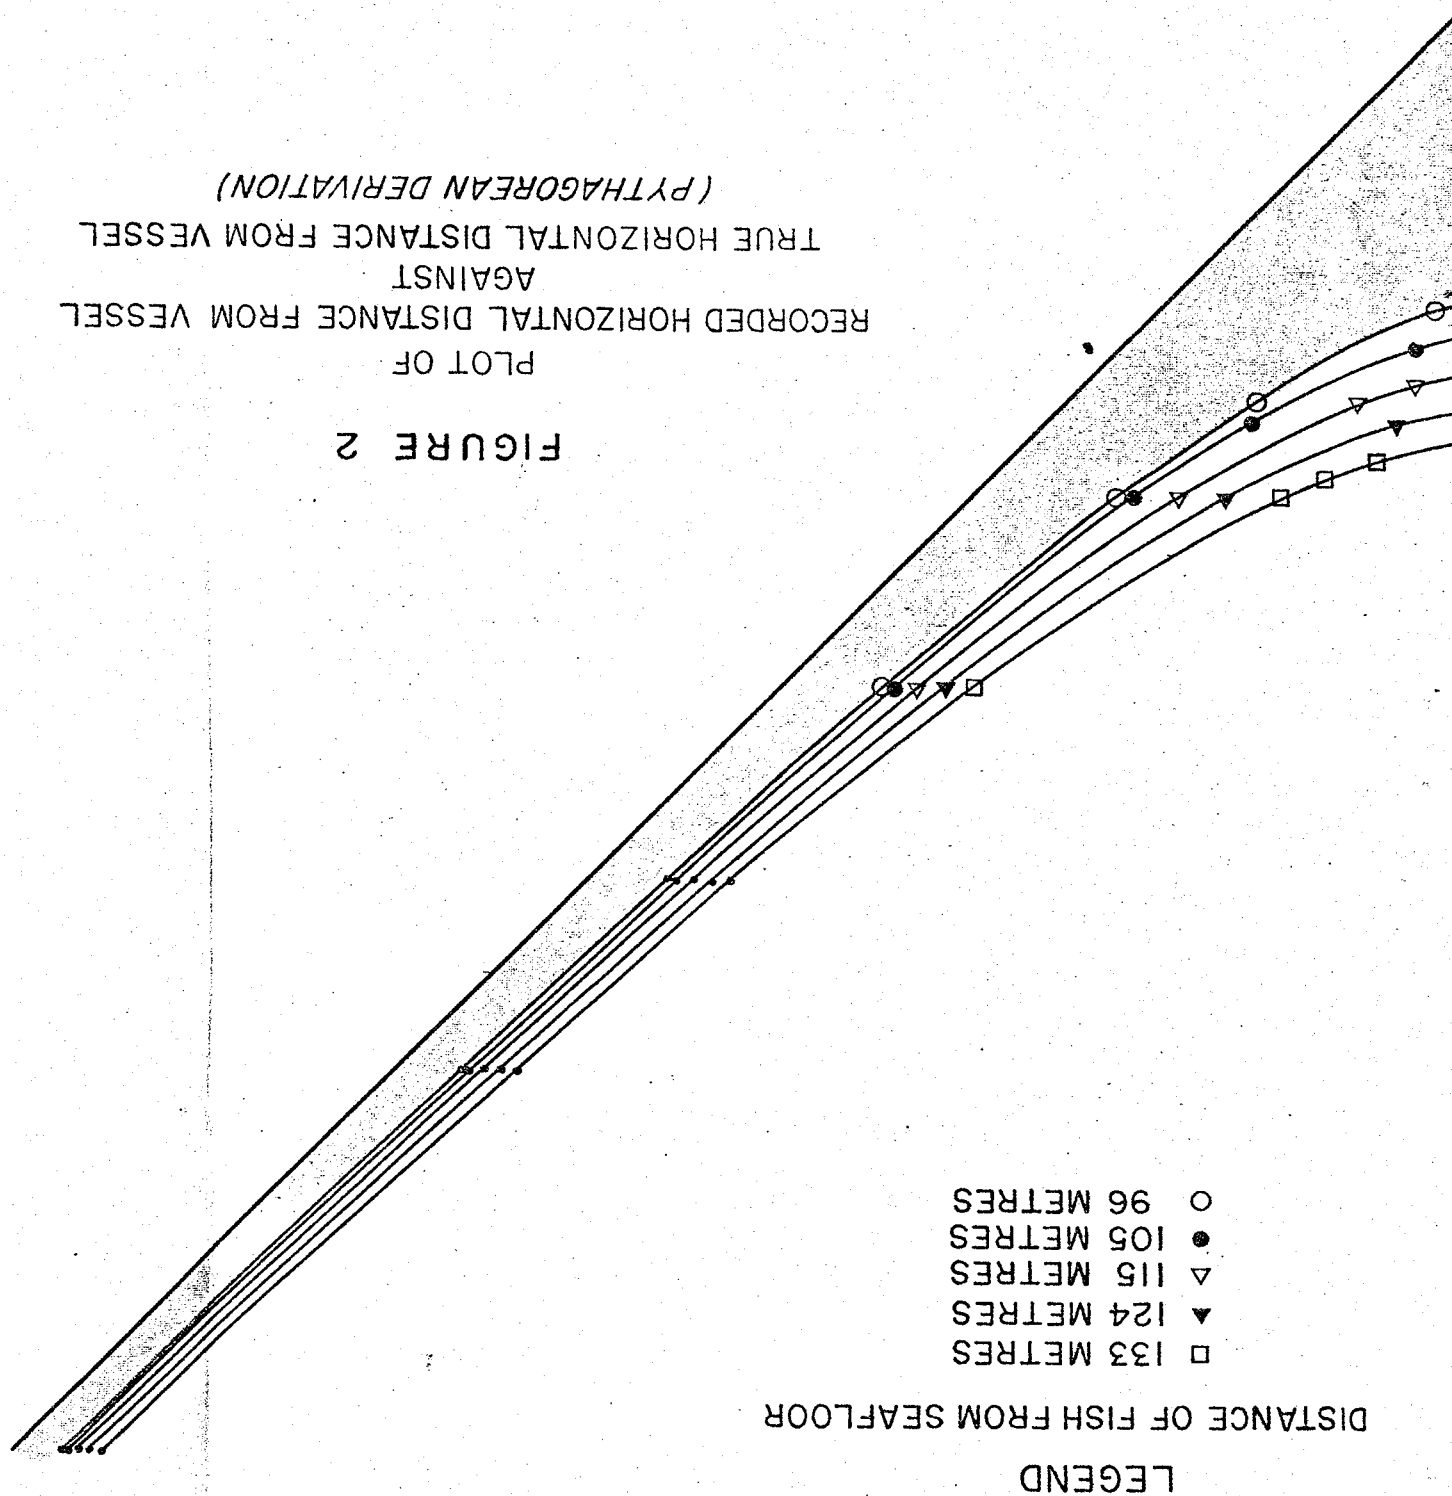 LEGEND
DISTANCE OF FISH FROM SEAFLOOR
□ 133 METRES
▼ 124 METRES
▽ 115 METRES
● 105 METRES
○ 96 METRES
FIGURE 2
PLOT OF
RECORDED HORIZONTAL DISTANCE FROM VESSEL
AGAINST
TRUE HORIZONTAL DISTANCE FROM VESSEL
(PYTHAGOREAN DERIVATION)